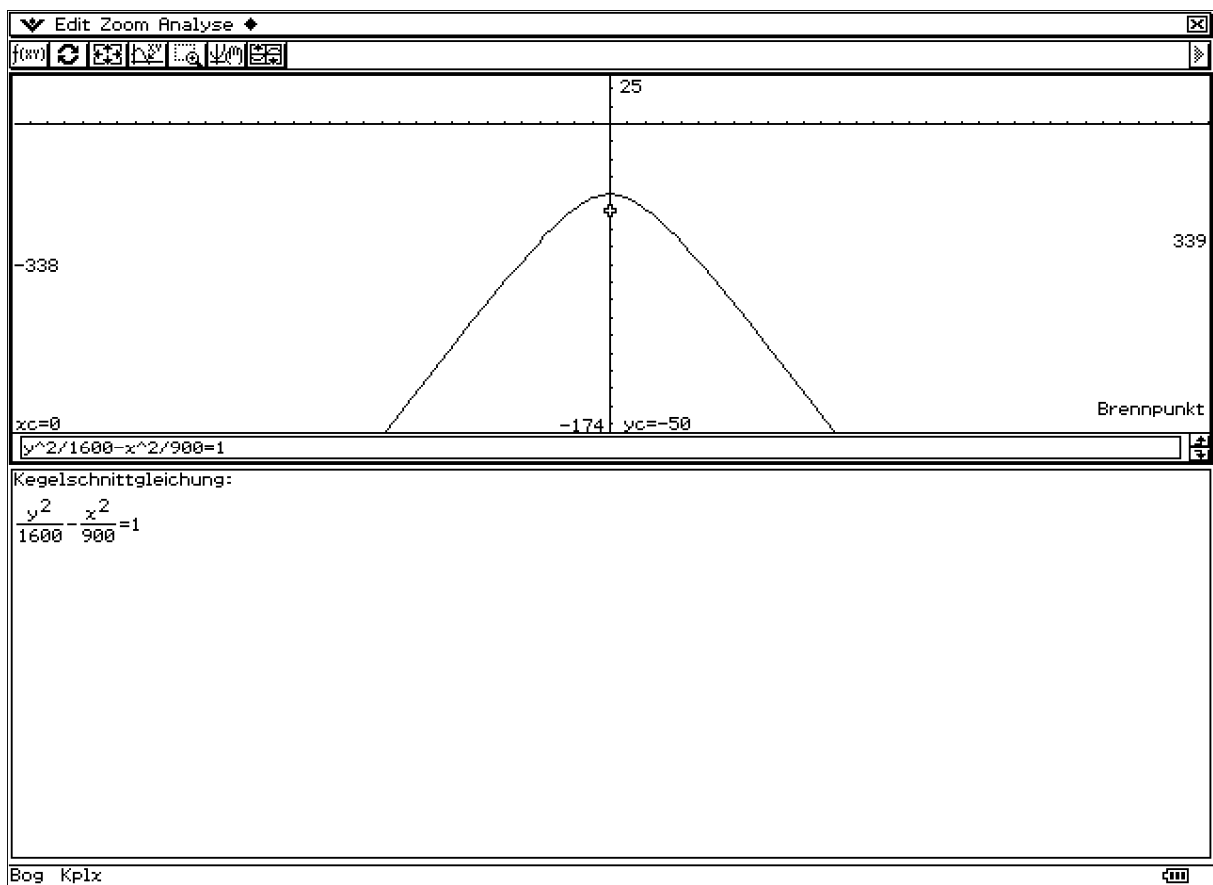 Edit Zoom Analyse
f(xy)
25
339
-338
Brennpunkt
xc=0
-174
yc=-50
y^2/1600-x^2/900=1
Kegelschnittgleichung:
y²/1600-x²/900=1
Bog Kplx